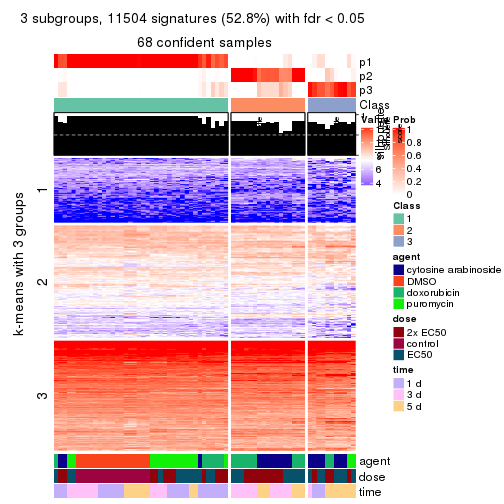 3 subgroups, 11504 signatures (52.8%) with fdr < 0.05
68 confident samples
p1
p2
p3
Class
Value
Prob
1
0.8
0.6
0.4
0.2
0
6
4
Class
1
2
3
agent
cytosine arabinoside
DMSO
doxorubicin
puromycin
dose
2x EC50
control
EC50
time
1 d
3 d
5 d
k-means with 3 groups
1
2
3
agent
dose
time